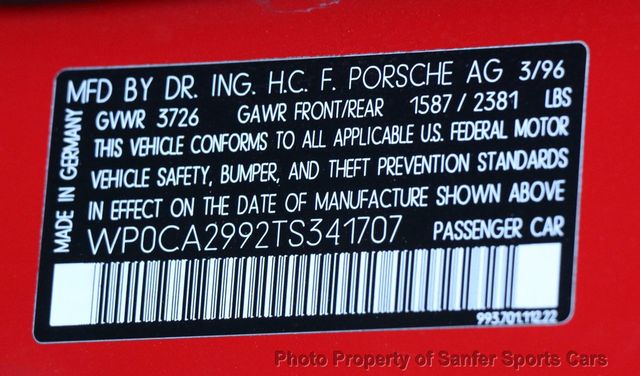 MFD BY DR. ING. H.C. F. PORSCHE AG 3/96
GVWR 3726 GAWR FRONT/REAR 1587 / 2381 LBS
THIS VEHICLE CONFORMS TO ALL APPLICABLE U.S. FEDERAL MOTOR
VEHICLE SAFETY, BUMPER, AND THEFT PREVENTION STANDARDS
IN EFFECT ON THE DATE OF MANUFACTURE SHOWN ABOVE
WP0CA2992TS341707 PASSENGER CAR
MADE IN GERMANY
993.701.112.22
Photo Property of Sanfer Sports Cars